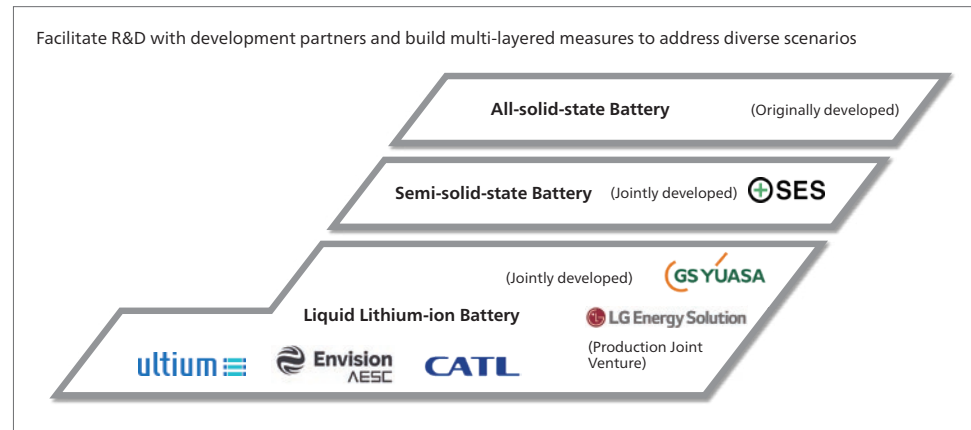 Facilitate R&D with development partners and build multi-layered measures to address diverse scenarios
All-solid-state Battery (Originally developed)
Semi-solid-state Battery (Jointly developed) SES
(Jointly developed) GS YUASA
Liquid Lithium-ion Battery LG Energy Solution
(Production Joint
Venture)
ultium Envision
AESC
CATL